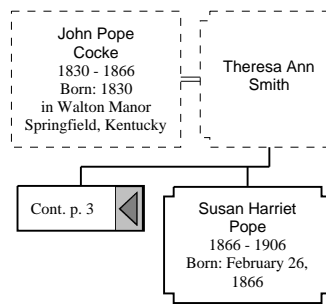 John Pope
Cocke
1830 - 1866
Born: 1830
in Walton Manor
Springfield, Kentucky
Theresa Ann
Smith
Cont. p. 3
Susan Harriet
Pope
1866 - 1906
Born: February 26,
1866